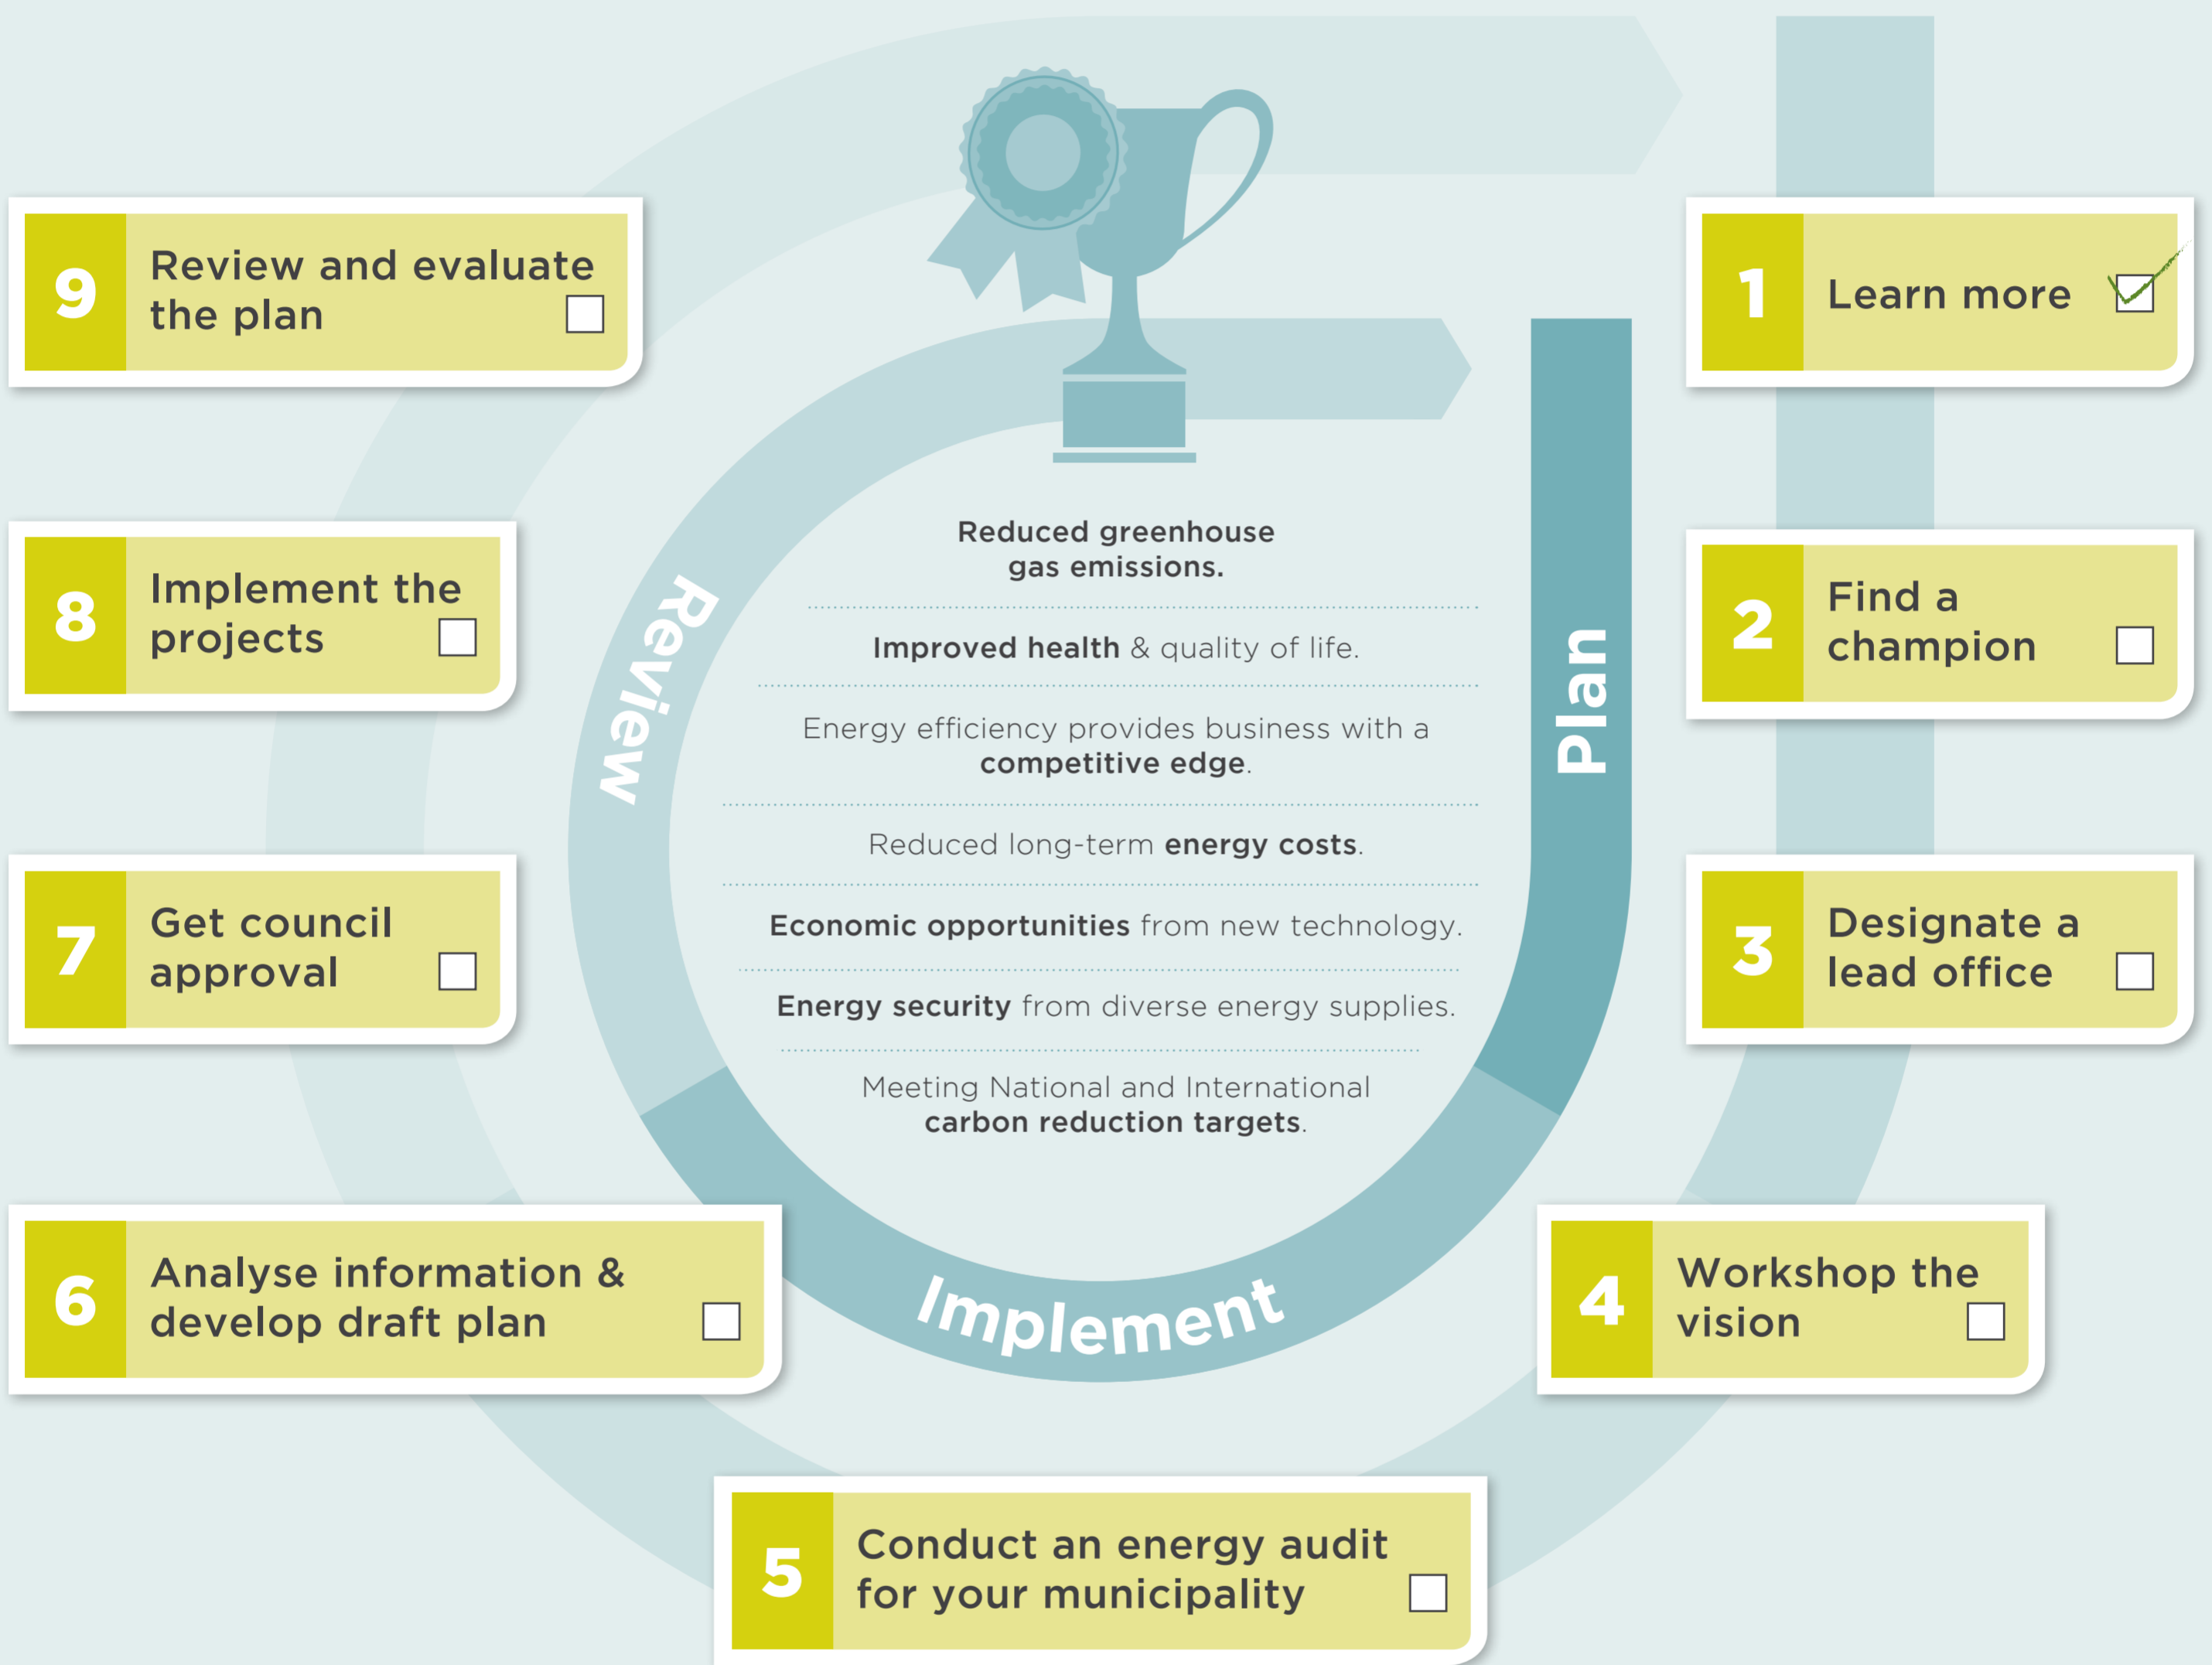 1
Learn more
2
Find a
champion
3
Designate a
lead office
4
Workshop the
vision
5
Conduct an energy audit
for your municipality
6
Analyse information &
develop draft plan
7
Get council
approval
8
Implement the
projects
9
Review and evaluate
the plan
Plan
Implement
Review
Reduced greenhouse
gas emissions.
Improved health & quality of life.
Energy efficiency provides business with a
competitive edge.
Reduced long-term energy costs.
Economic opportunities from new technology.
Energy security from diverse energy supplies.
Meeting National and International
carbon reduction targets.